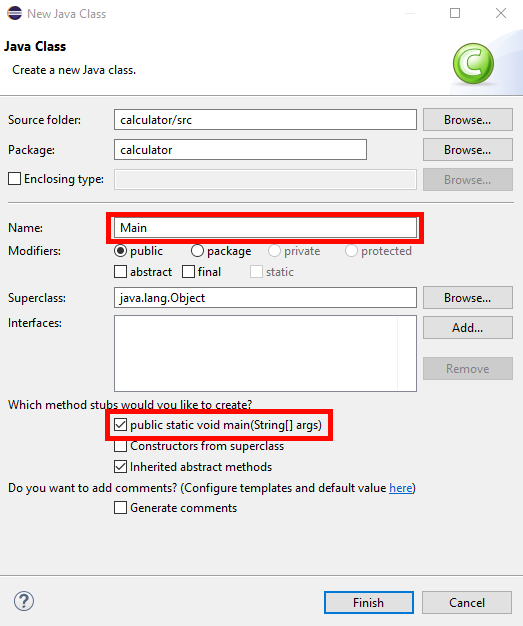 New Java Class
Java Class
Create a new Java class.
Source folder: calculator/src Browse...
Package: calculator Browse...
Enclosing type: Browse...
Name: Main
Modifiers: public package private protected
abstract final static
Superclass: java.lang.Object Browse...
Interfaces: Add...
Remove
Which method stubs would you like to create?
public static void main(String[] args)
Constructors from superclass
Inherited abstract methods
Do you want to add comments? (Configure templates and default value here)
Generate comments
? Finish Cancel